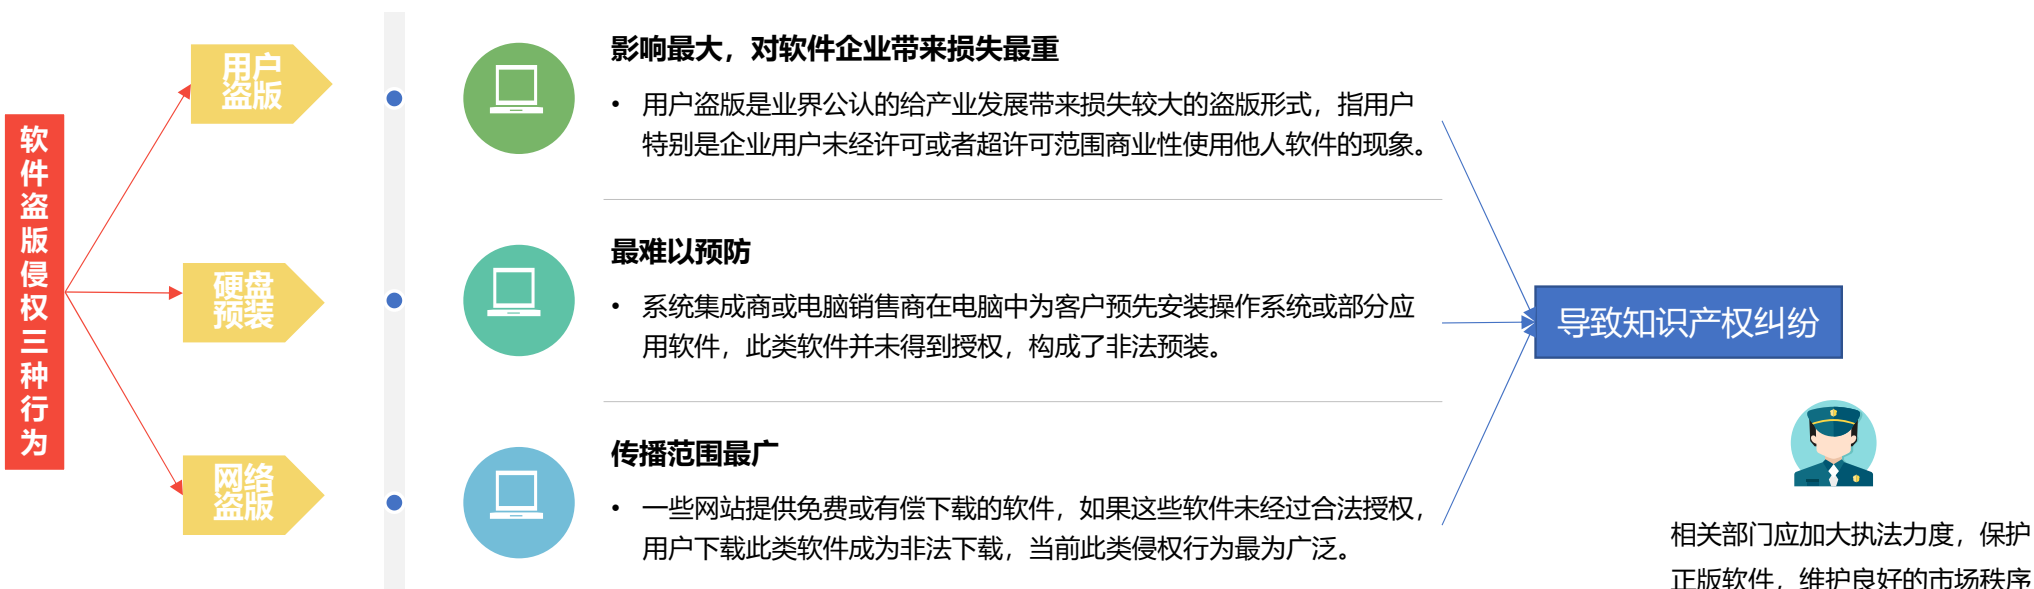 软件盗版侵权三种行为
用户
盗版
影响最大，对软件企业带来损失最重
• 用户盗版是业界公认的给产业发展带来损失较大的盗版形式，指用户
特别是企业用户未经许可或者超许可范围商业性使用他人软件的现象。
硬盘
预装
最难以预防
• 系统集成商或电脑销售商在电脑中为客户预先安装操作系统或部分应
用软件，此类软件并未得到授权，构成了非法预装。
网络
盗版
传播范围最广
• 一些网站提供免费或有偿下载的软件，如果这些软件未经过合法授权，
用户下载此类软件成为非法下载，当前此类侵权行为最为广泛。
导致知识产权纠纷
相关部门应加大执法力度，保护
正版软件，维护良好的市场秩序